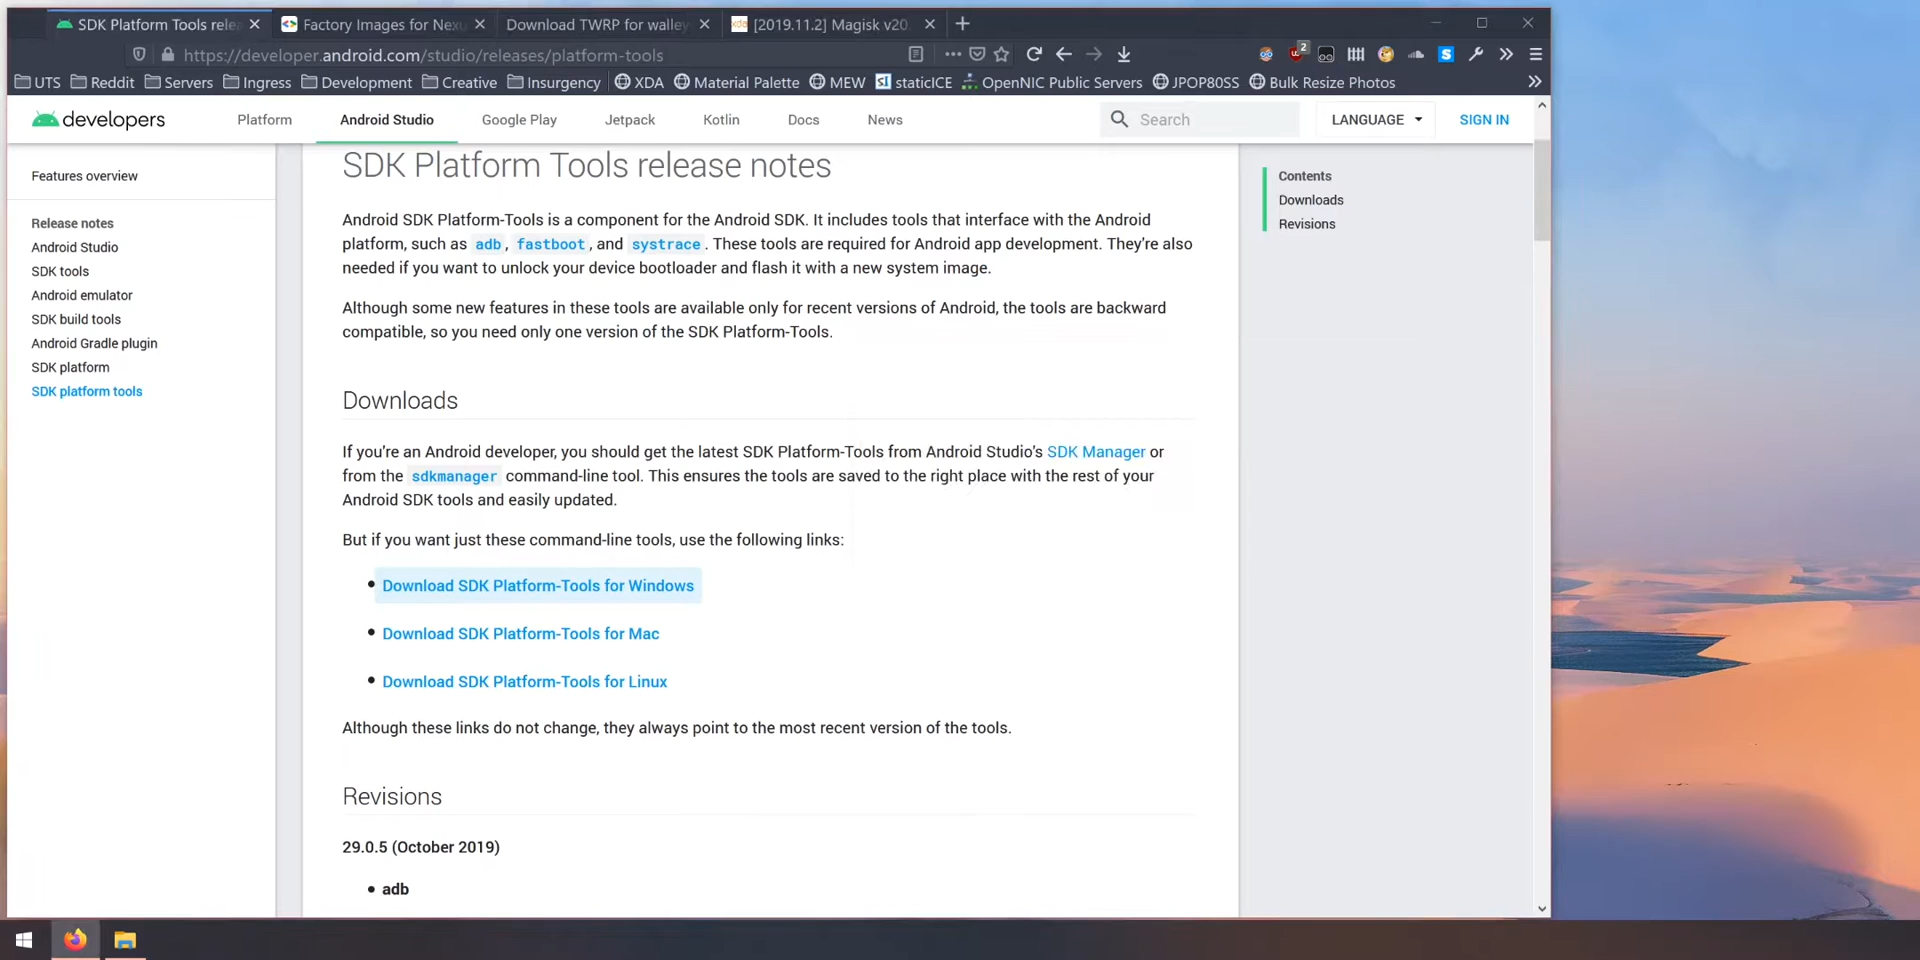 SDK Platform Tools relea
Factory Images for Nexu
Download TWRP for walley
[2019.11.2] Magisk v20
https://developer.android.com/studio/releases/platform-tools
2
UTS
Reddit
Servers
Ingress
Development
Creative
Insurgency
XDA
Material Palette
MEW
staticICE
OpenNIC Public Servers
JPOP80SS
Bulk Resize Photos
developers
Platform
Android Studio
Google Play
Jetpack
Kotlin
Docs
News
Search
LANGUAGE
SIGN IN
Features overview
Release notes
Android Studio
SDK tools
Android emulator
SDK build tools
Android Gradle plugin
SDK platform
SDK platform tools
SDK Platform Tools release notes
Android SDK Platform-Tools is a component for the Android SDK. It includes tools that interface with the Android
platform, such as adb, fastboot, and systrace. These tools are required for Android app development. They're also
needed if you want to unlock your device bootloader and flash it with a new system image.
Although some new features in these tools are available only for recent versions of Android, the tools are backward
compatible, so you need only one version of the SDK Platform-Tools.
Downloads
If you're an Android developer, you should get the latest SDK Platform-Tools from Android Studio's SDK Manager or
from the sdkmanager command-line tool. This ensures the tools are saved to the right place with the rest of your
Android SDK tools and easily updated.
But if you want just these command-line tools, use the following links:
• Download SDK Platform-Tools for Windows
• Download SDK Platform-Tools for Mac
• Download SDK Platform-Tools for Linux
Although these links do not change, they always point to the most recent version of the tools.
Revisions
29.0.5 (October 2019)
• adb
Contents
Downloads
Revisions